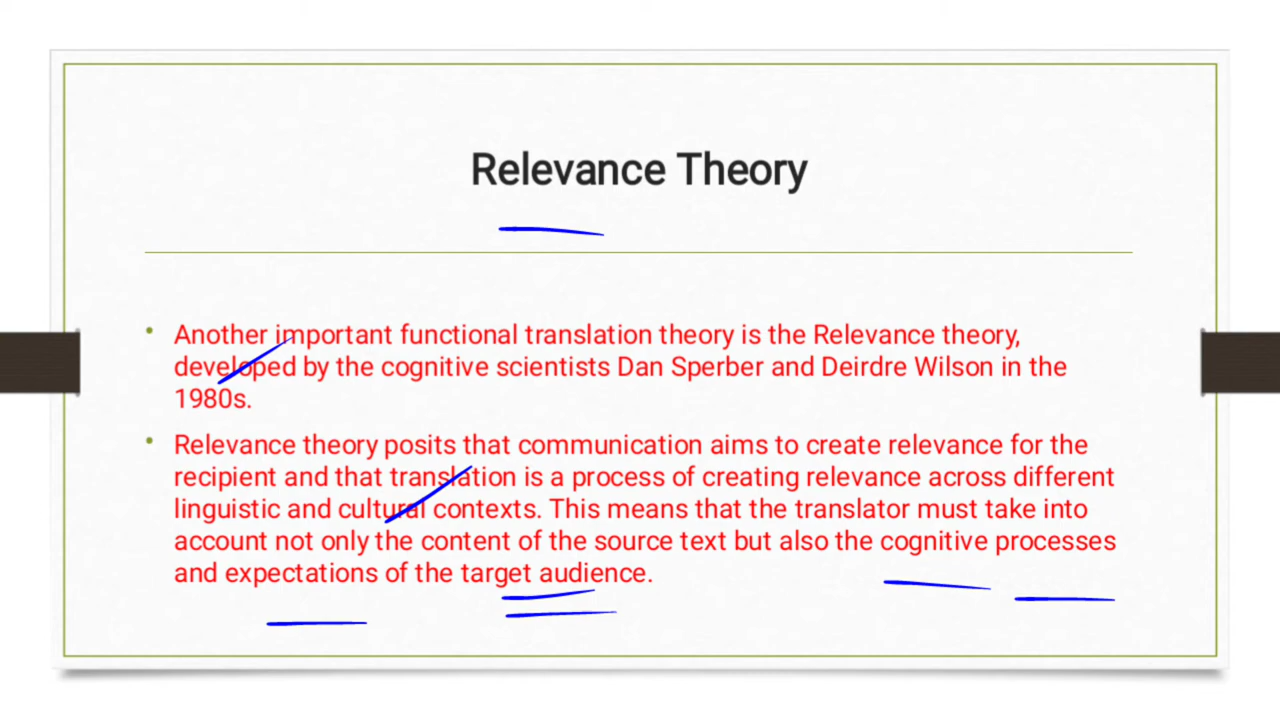 Relevance Theory
• Another important functional translation theory is the Relevance theory,
developed by the cognitive scientists Dan Sperber and Deirdre Wilson in the
1980s.
• Relevance theory posits that communication aims to create relevance for the
recipient and that translation is a process of creating relevance across different
linguistic and cultural contexts. This means that the translator must take into
account not only the content of the source text but also the cognitive processes
and expectations of the target audience.